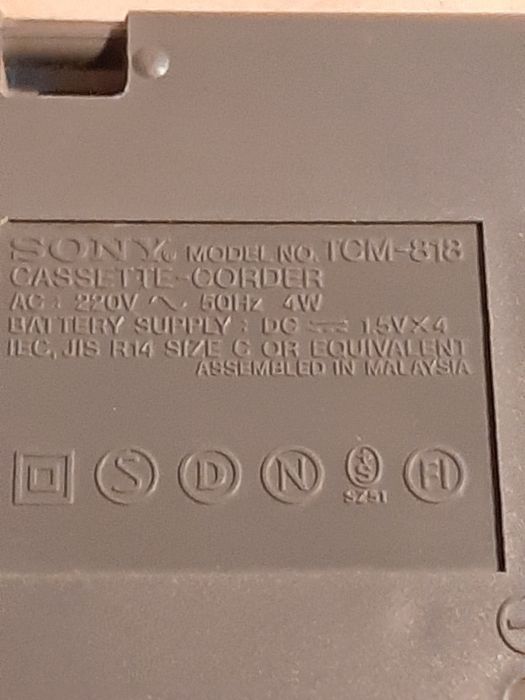 SONY® MODEL NO. TCM-818
CASSETTE-CORDER
AC : 220V ~ 50Hz 4W
BATTERY SUPPLY : DC ⎓ 1.5V×4
IEC, JIS R14 SIZE C OR EQUIVALENT
ASSEMBLED IN MALAYSIA
S D N +S FI